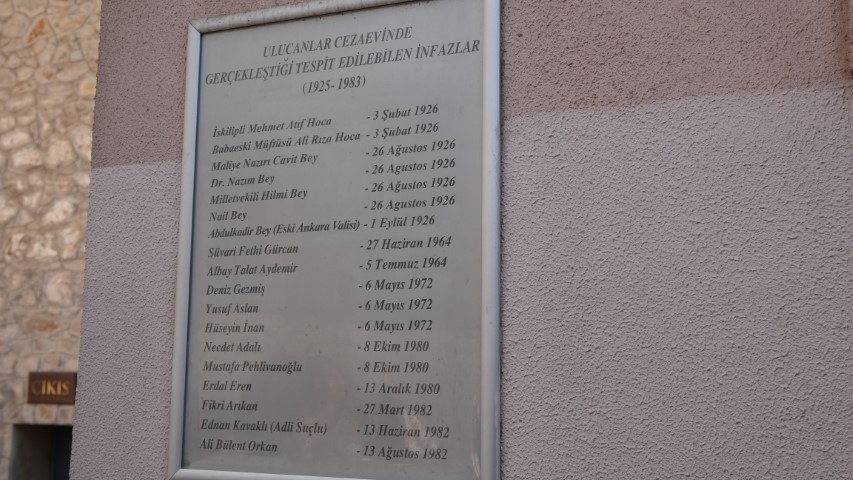 ULUCANLAR CEZAEVİNDE
GERÇEKLEŞTİĞİ TESPİT EDİLEBİLEN İNFAZLAR
(1925- 1983)
İskilipli Mehmet Atıf Hoca - 3 Şubat 1926
Babaeski Müftüsü Ali Rıza Hoca - 3 Şubat 1926
Maliye Nazırı Cavit Bey - 26 Ağustos 1926
Dr. Nazım Bey - 26 Agustos 1926
Milletvekili Hilmi Bey - 26 Ağustos 1926
Nail Bey - 26 Agustos 1926
Abdulkadir Bey (Eski Ankara Valisi) - 1 Eylül 1926
Süvari Fethi Gürcan - 27 Haziran 1964
Albay Talat Aydemir - 5 Temmuz 1964
Deniz Gezmiş - 6 Mayıs 1972
Yusuf Aslan - 6 Mayıs 1972
Hüseyin İnan - 6 Mayıs 1972
Necdet Adalı - 8 Ekim 1980
Mustafa Pehlivanoğlu - 8 Ekim 1980
Erdal Eren - 13 Aralık 1980
Fikri Arıkan - 27 Mart 1982
Ednan Kavaklı (Adli Suçlu) - 13 Haziran 1982
Ali Bülent Orkan - 13 Ağustos 1982
ÇIKIŞ